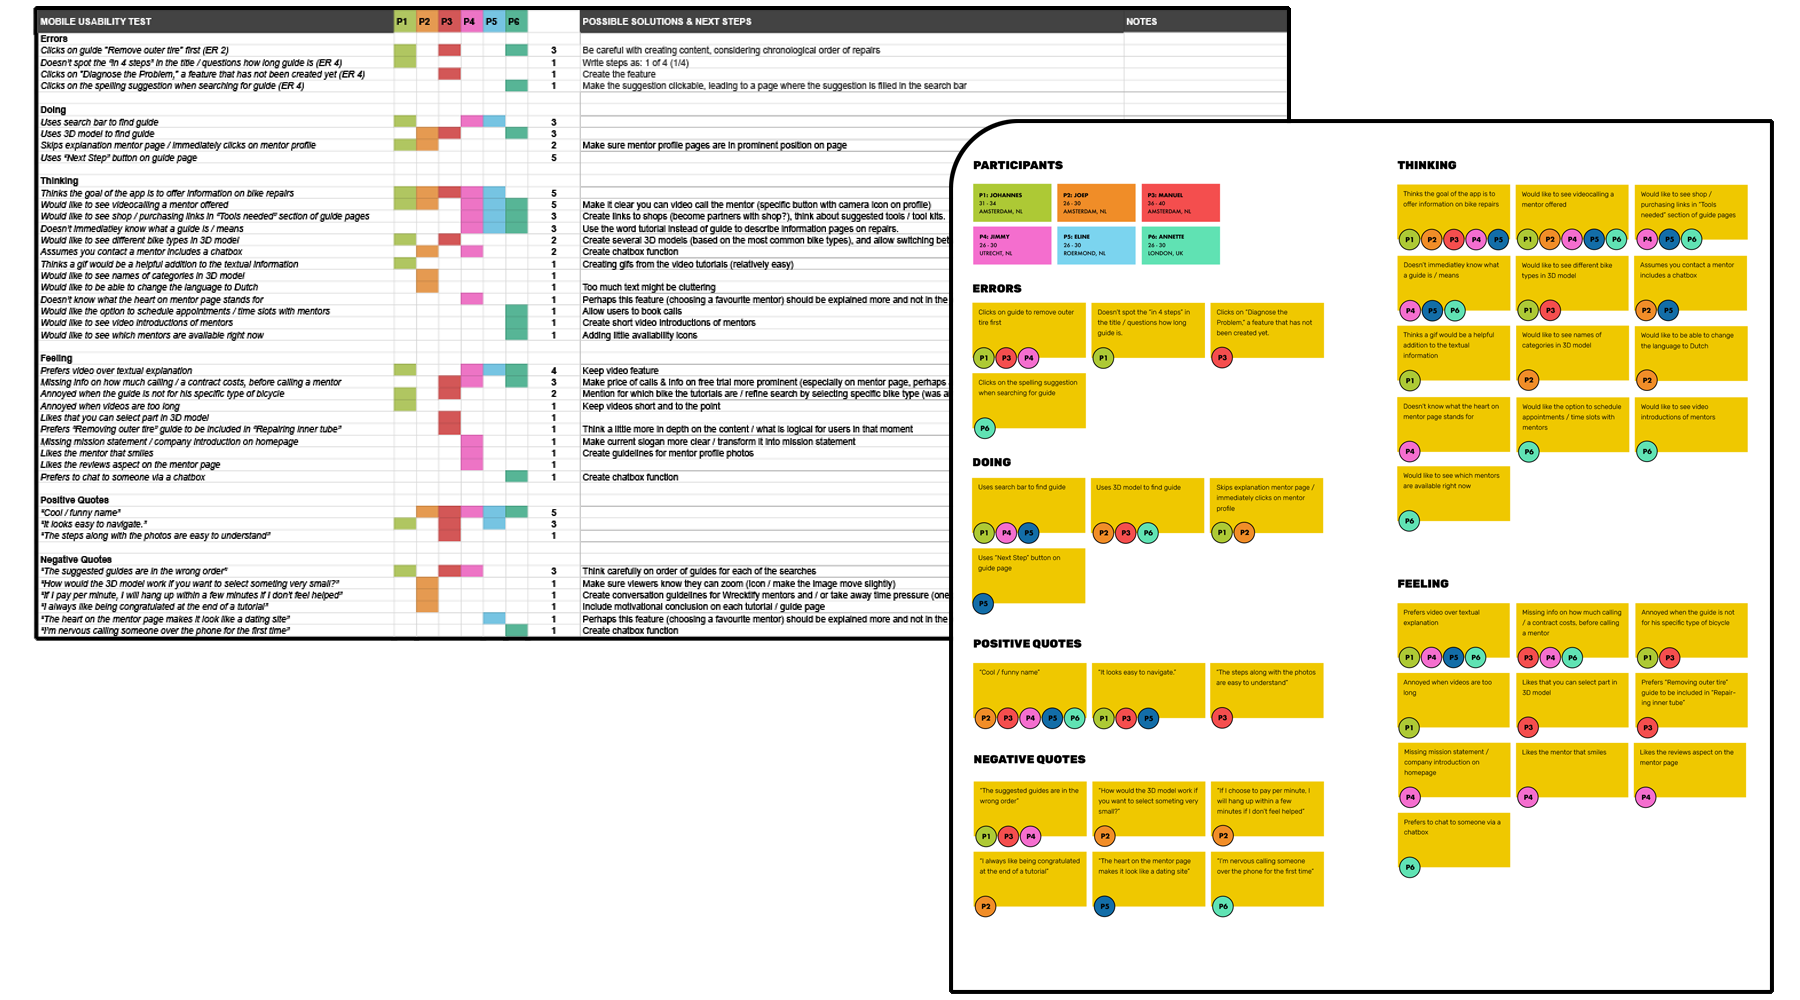 MOBILE USABILITY TEST P1 P2 P3 P4 P5 P6 POSSIBLE SOLUTIONS & NEXT STEPS NOTES
Errors
Clicks on guide "Remove outer tire" first (ER 2) 3 Be careful with creating content, considering chronological order of repairs
Doesn't spot the "in 4 steps" in the title / questions how long guide is (ER 4) 1 Write steps as: 1 of 4 (1/4)
Clicks on "Diagnose the Problem," a feature that has not been created yet (ER 4) 1 Create the feature
Clicks on the spelling suggestion when searching for guide (ER 4) 1 Make the suggestion clickable, leading to a page where the suggestion is filled in the search bar
Doing
Uses search bar to find guide 3
Uses 3D model to find guide 3
Skips explanation mentor page / immediately clicks on mentor profile 2 Make sure mentor profile pages are in prominent position on page
Uses "Next Step" button on guide page 5
Thinking
Thinks the goal of the app is to offer information on bike repairs 5
Would like to see videocalling a mentor offered 5 Make it clear you can video call the mentor (specific button with camera icon on profile)
Would like to see shop / purchasing links in "Tools needed" section of guide pages 3 Create links to shops (become partners with shop?), think about suggested tools / tool kits.
Doesn't immediatley know what a guide is / means 3 Use the word tutorial instead of guide to describe information pages on repairs.
Would like to see different bike types in 3D model 2 Create several 3D models (based on the most common bike types), and allow switching bet
Assumes you contact a mentor includes a chatbox 2 Create chatbox function
Thinks a gif would be a helpful addition to the textual information 1 Creating gifs from the video tutorials (relatively easy)
Would like to see names of categories in 3D model 1
Would like to be able to change the language to Dutch 1 Too much text might be cluttering
Doesn't know what the heart on mentor page stands for 1 Perhaps this feature (choosing a favourite mentor) should be explained more and not in the
Would like the option to schedule appointments / time slots with mentors 1 Allow users to book calls
Would like to see video introductions of mentors 1 Create short video introductions of mentors
Would like to see which mentors are available right now 1 Adding little availability icons
Feeling
Prefers video over textual explanation 4 Keep video feature
Missing info on how much calling / a contract costs, before calling a mentor 3 Make price of calls & info on free trial more prominent (especially on mentor page, perhaps
Annoyed when the guide is not for his specific type of bicycle 2 Mention for which bike the tutorials are / refine search by selecting specific bike type (was a
Annoyed when videos are too long 1 Keep videos short and to the point
Likes that you can select part in 3D model 1
Prefers "Removing outer tire" guide to be included in "Repairing inner tube" 1 Think a little more in depth on the content / what is logical for users in that moment
Missing mission statement / company introduction on homepage 1 Make current slogan more clear / transform it into mission statement
Likes the mentor that smiles 1 Create guidelines for mentor profile photos
Likes the reviews aspect on the mentor page 1
Prefers to chat to someone via a chatbox 1 Create chatbox function
Positive Quotes
"Cool / funny name" 5
"It looks easy to navigate." 3
"The steps along with the photos are easy to understand" 1
Negative Quotes
"The suggested guides are in the wrong order" 3 Think carefully on order of guides for each of the searches
"How would the 3D model work if you want to select someting very small?" 1 Make sure viewers know they can zoom (icon / make the image move slightly)
"If I pay per minute, I will hang up within a few minutes if I don't feel helped" 1 Create conversation guidelines for Wrecktify mentors and / or take away time pressure (one
"I always like being congratulated at the end of a tutorial" 1 Include motivational conclusion on each tutorial / guide page
"The heart on the mentor page makes it look like a dating site" 1 Perhaps this feature (choosing a favourite mentor) should be explained more and not in the
"I'm nervous calling someone over the phone for the first time" 1 Create chatbox function
PARTICIPANTS
P1: JOHANNES
31 - 34
AMSTERDAM, NL
P2: JOEP
26 - 30
AMSTERDAM, NL
P3: MANUEL
36 - 40
AMSTERDAM, NL
P4: JIMMY
26 - 30
UTRECHT, NL
P5: ELINE
26 - 30
ROERMOND, NL
P6: ANNETTE
26 - 30
LONDON, UK
ERRORS
Clicks on guide to remove outer
tire first
P1 P3 P4
Doesn't spot the "in 4 steps" in
the title / questions how long
guide is.
P1
Clicks on "Diagnose the
Problem," a feature that has not
been created yet.
P3
Clicks on the spelling suggestion
when searching for guide
P6
DOING
Uses search bar to find guide
P1 P4 P5
Uses 3D model to find guide
P2 P3 P6
Skips explanation mentor page /
immediately clicks on mentor
profile
P1 P2
Uses "Next Step" button on
guide page
P5
POSITIVE QUOTES
"Cool / funny name"
P2 P3 P4 P5 P6
"It looks easy to navigate."
P1 P3 P5
"The steps along with the photos
are easy to understand"
P3
NEGATIVE QUOTES
"The suggested guides are in the
wrong order"
P1 P3 P4
"How would the 3D model work if
you want to select someting very
small?"
P2
"If I choose to pay per minute, I
will hang up within a few
minutes if I don't feel helped"
P2
"I always like being congratulated
at the end of a tutorial"
P2
"The heart on the mentor page
makes it look like a dating site"
P5
"I'm nervous calling someone
over the phone for the first time"
P6
THINKING
Thinks the goal of the app is to
offer information on bike repairs
P1 P2 P3 P4 P5
Would like to see videocalling a
mentor offered
P1 P2 P4 P5 P6
Would like to see shop /
purchasing links in "Tools
needed" section of guide pages
P4 P5 P6
Doesn't immediatley know what
a guide is / means
P4 P5 P6
Would like to see different bike
types in 3D model
P1 P3
Assumes you contact a mentor
includes a chatbox
P2 P5
Thinks a gif would be a helpful
addition to the textual
information
P1
Would like to see names of
categories in 3D model
P2
Would like to be able to change
the language to Dutch
P2
Doesn't know what the heart on
mentor page stands for
P4
Would like the option to schedule
appointments / time slots with
mentors
P6
Would like to see video
introductions of mentors
P6
Would like to see which mentors
are available right now
P6
FEELING
Prefers video over textual
explanation
P1 P4 P5 P6
Missing info on how much calling
/ a contract costs, before calling
a mentor
P3 P4 P6
Annoyed when the guide is not
for his specific type of bicycle
P1 P3
Annoyed when videos are too
long
P1
Likes that you can select part in
3D model
P3
Prefers "Removing outer tire"
guide to be included in "Repair-
ing inner tube"
P3
Missing mission statement /
company introduction on
homepage
P4
Likes the mentor that smiles
P4
Likes the reviews aspect on the
mentor page
P4
Prefers to chat to someone via a
chatbox
P6